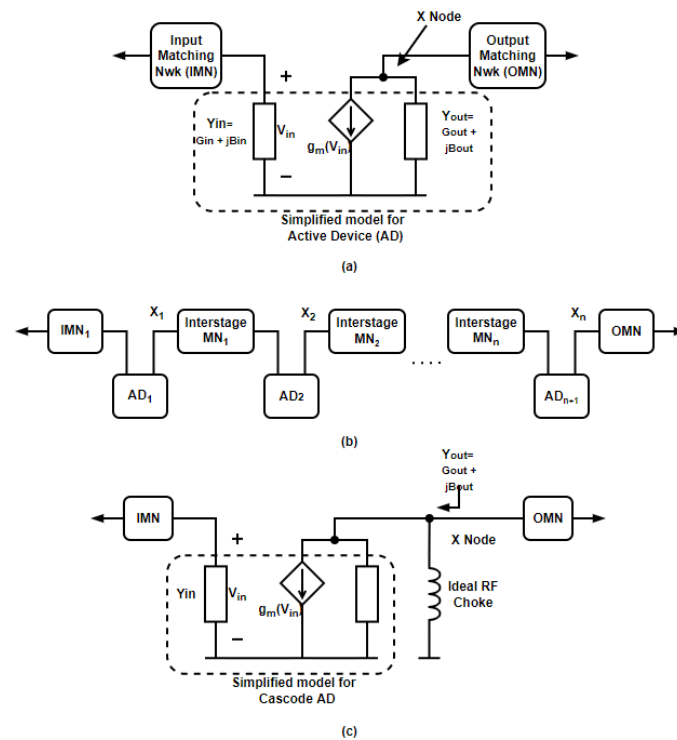 X Node
Input
Matching
Nwk (IMN)
Output
Matching
Nwk (OMN)
+
Yin=
Gin + jBin
Vin
gm(Vin)
Yout=
Gout +
jBout
–
Simplified model for
Active Device (AD)
(a)
IMN1
X1
Interstage
MN1
X2
Interstage
MN2
Interstage
MNn
Xn
OMN
AD1
AD2
....
ADn+1
(b)
Yout=
Gout +
jBout
IMN
OMN
+
X Node
Yin
Vin
gm(Vin)
Ideal RF
Choke
–
Simplified model for
Cascode AD
(c)